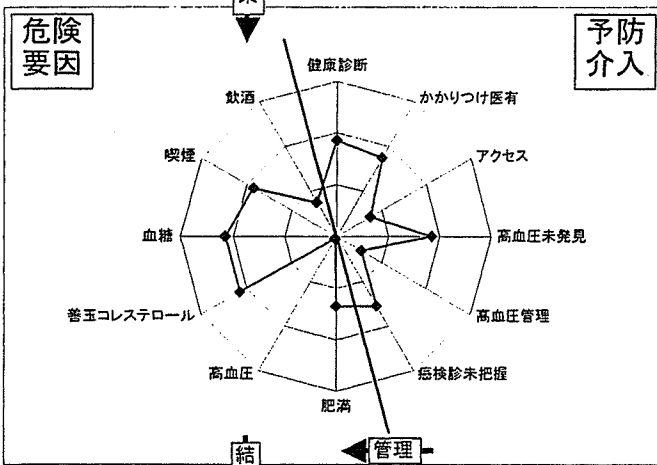 危険
要因
予防
介入
健康診断
飲酒
かかりつけ医有
喫煙
アクセス
血糖
高血圧未発見
善玉コレステロール
高血圧管理
高血圧
癌検診未把握
肥満
結
管理